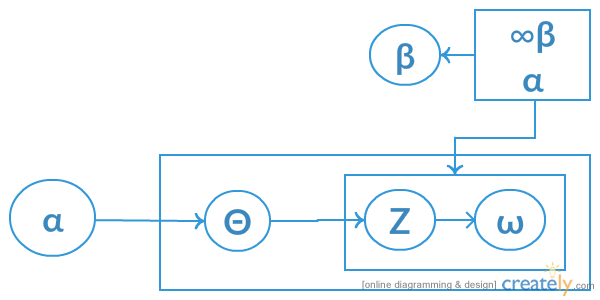 ∞β
β
α
α
Θ
Z
ω
[online diagramming & design] creately.com